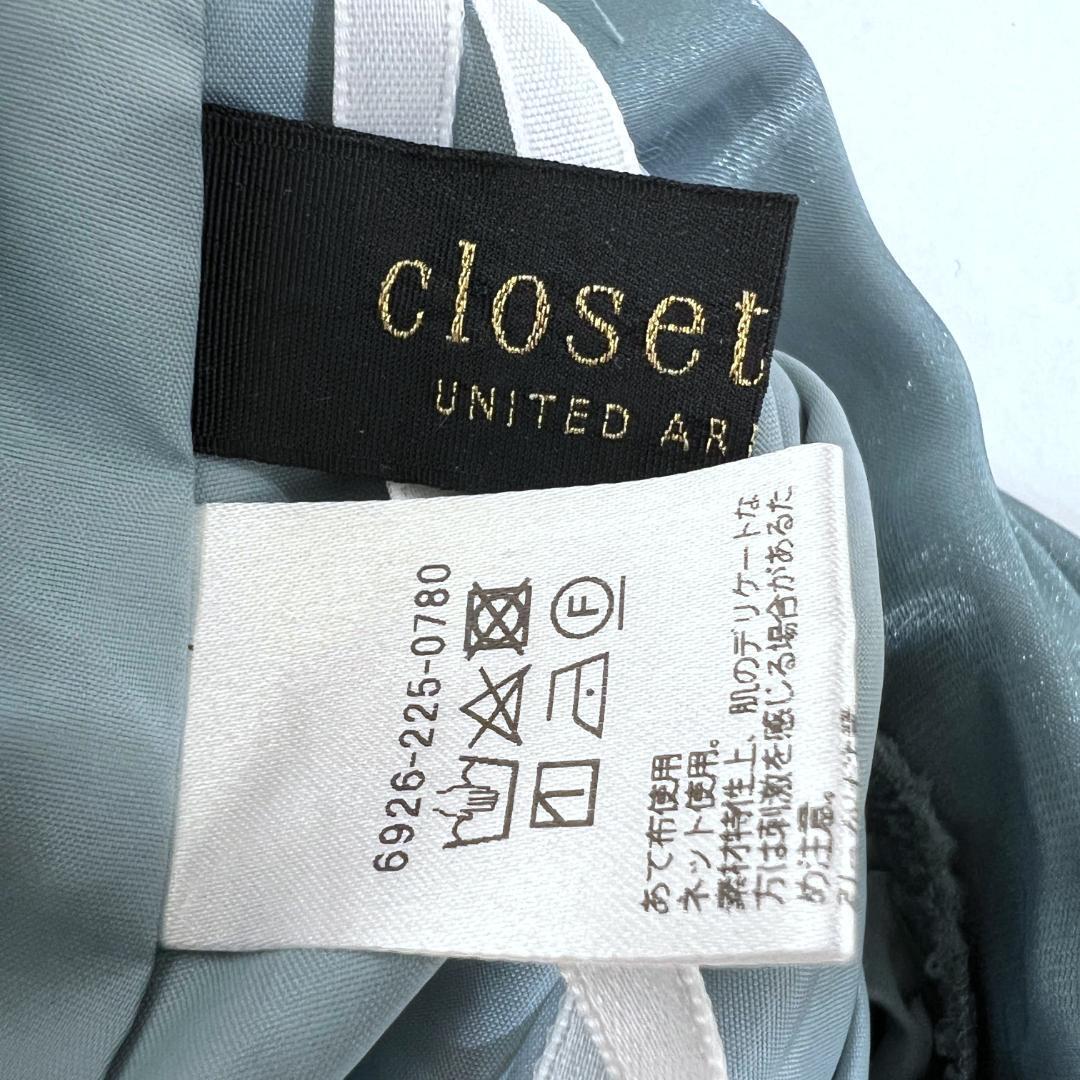 closet
UNITED AR
6926-225-0780
F
あて布使用
ネット使用。
素材特性上、肌のデリケートな
方は刺激を感じる場合があるた
め注意。